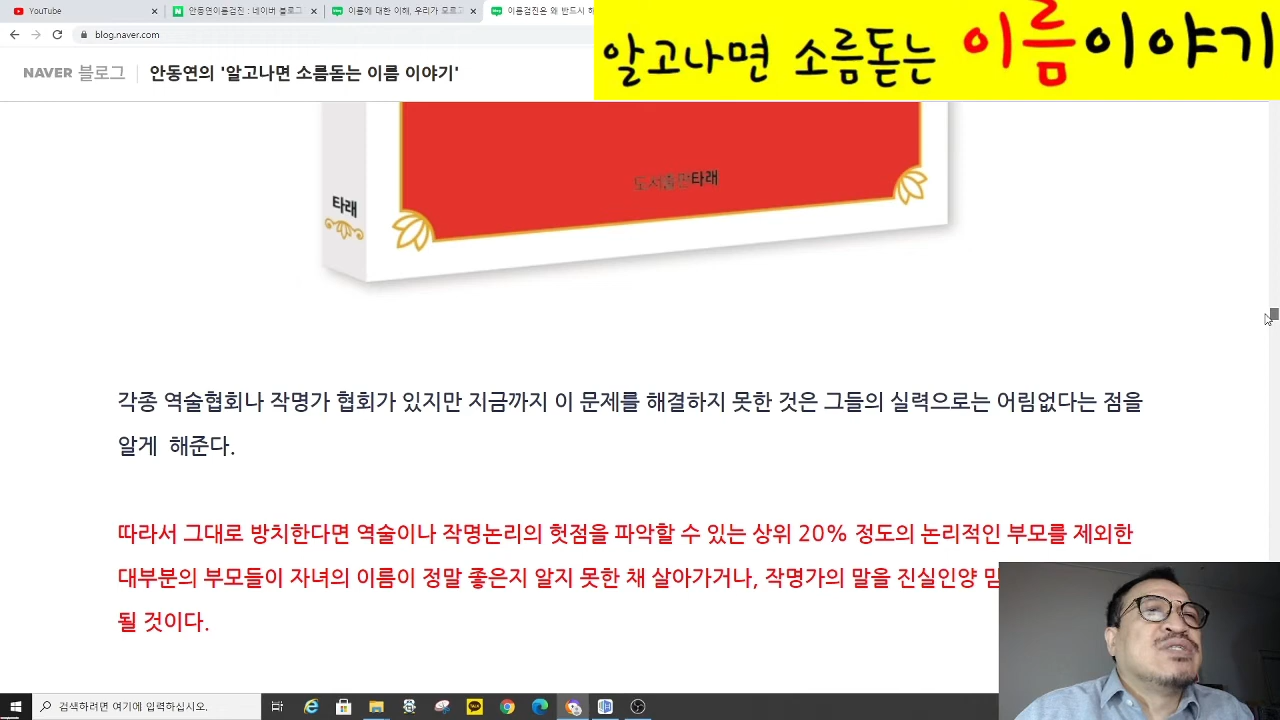 YouTube
안동연이름검진 : 네이버 블로그
이름에 대한 이해, 우리가 모르고
이름검진은 왜 반드시 하
blog.naver.com
알고나면 소름돋는 이름이야기
NAVER 블로그
안동연의 '알고나면 소름돋는 이름 이야기'
도서출판타래
타래
각종 역술협회나 작명가 협회가 있지만 지금까지 이 문제를 해결하지 못한 것은 그들의 실력으로는 어림없다는 점을
알게 해준다.
따라서 그대로 방치한다면 역술이나 작명논리의 헛점을 파악할 수 있는 상위 20% 정도의 논리적인 부모를 제외한
대부분의 부모들이 자녀의 이름이 정말 좋은지 알지 못한 채 살아가거나, 작명가의 말을 진실인양
될 것이다.
검색하려면 여기에 입력하십시오.